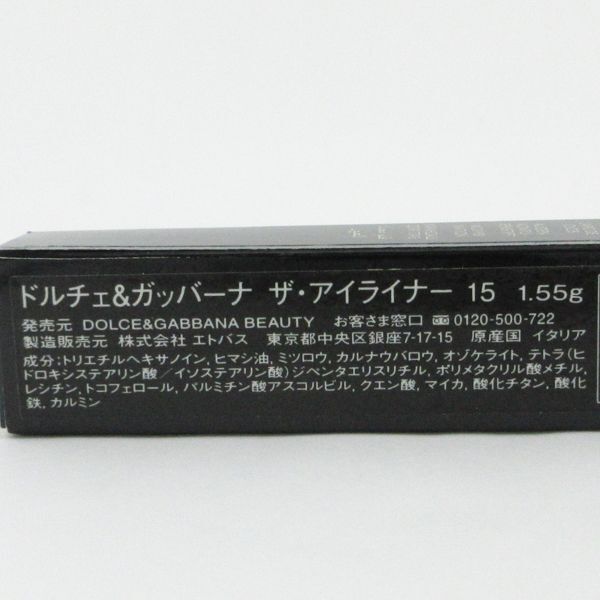 ドルチェ&ガッバーナ ザ・アイライナー 15 1.55g
発売元 DOLCE&GABBANA BEAUTY お客さま窓口 0120-500-722
製造販売元 株式会社 エトバス 東京都中央区銀座7-17-15 原産国 イタリア
成分:トリエチルヘキサノイン、ヒマシ油、ミツロウ、カルナウバロウ、オゾケライト、テトラ(ヒ
ドロキシステアリン酸/イソステアリン酸)ジペンタエリスリチル、ポリメタクリル酸メチル、
レシチン、トコフェロール、パルミチン酸アスコルビル、クエン酸、マイカ、酸化チタン、酸化
鉄、カルミン